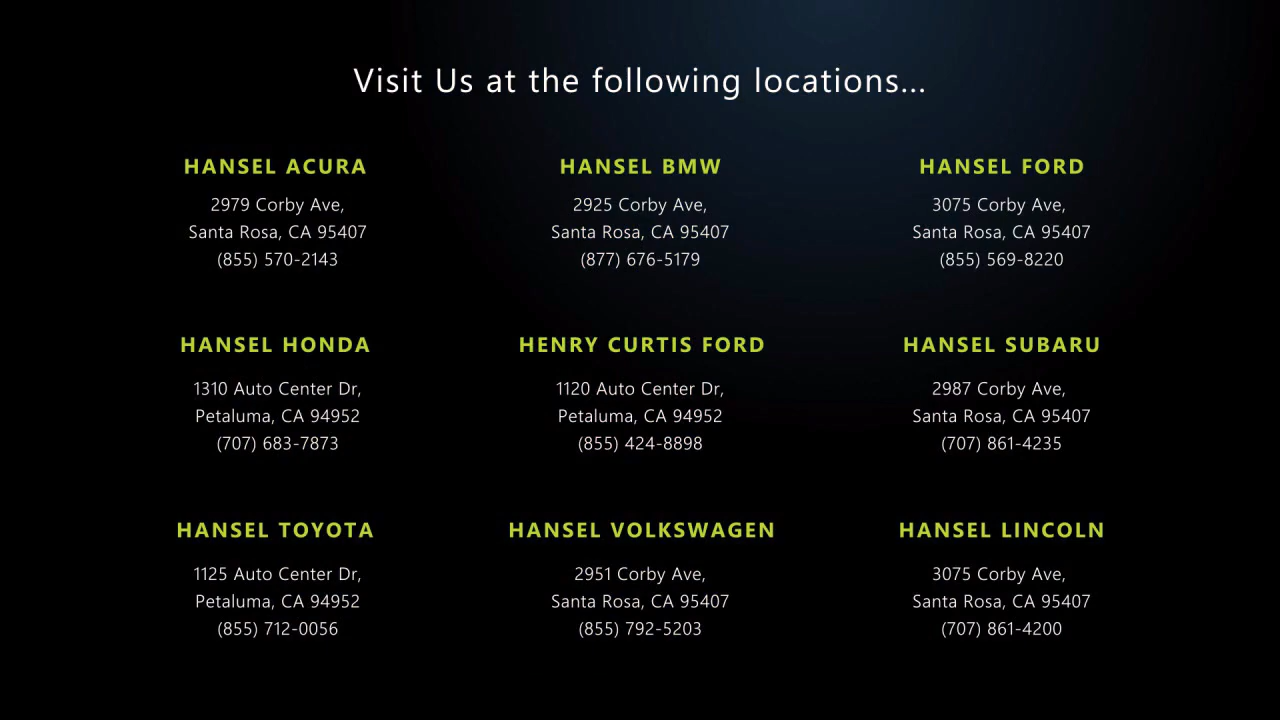 Visit Us at the following locations...
HANSEL ACURA
2979 Corby Ave,
Santa Rosa, CA 95407
(855) 570-2143
HANSEL BMW
2925 Corby Ave,
Santa Rosa, CA 95407
(877) 676-5179
HANSEL FORD
3075 Corby Ave,
Santa Rosa, CA 95407
(855) 569-8220
HANSEL HONDA
1310 Auto Center Dr,
Petaluma, CA 94952
(707) 683-7873
HENRY CURTIS FORD
1120 Auto Center Dr,
Petaluma, CA 94952
(855) 424-8898
HANSEL SUBARU
2987 Corby Ave,
Santa Rosa, CA 95407
(707) 861-4235
HANSEL TOYOTA
1125 Auto Center Dr,
Petaluma, CA 94952
(855) 712-0056
HANSEL VOLKSWAGEN
2951 Corby Ave,
Santa Rosa, CA 95407
(855) 792-5203
HANSEL LINCOLN
3075 Corby Ave,
Santa Rosa, CA 95407
(707) 861-4200